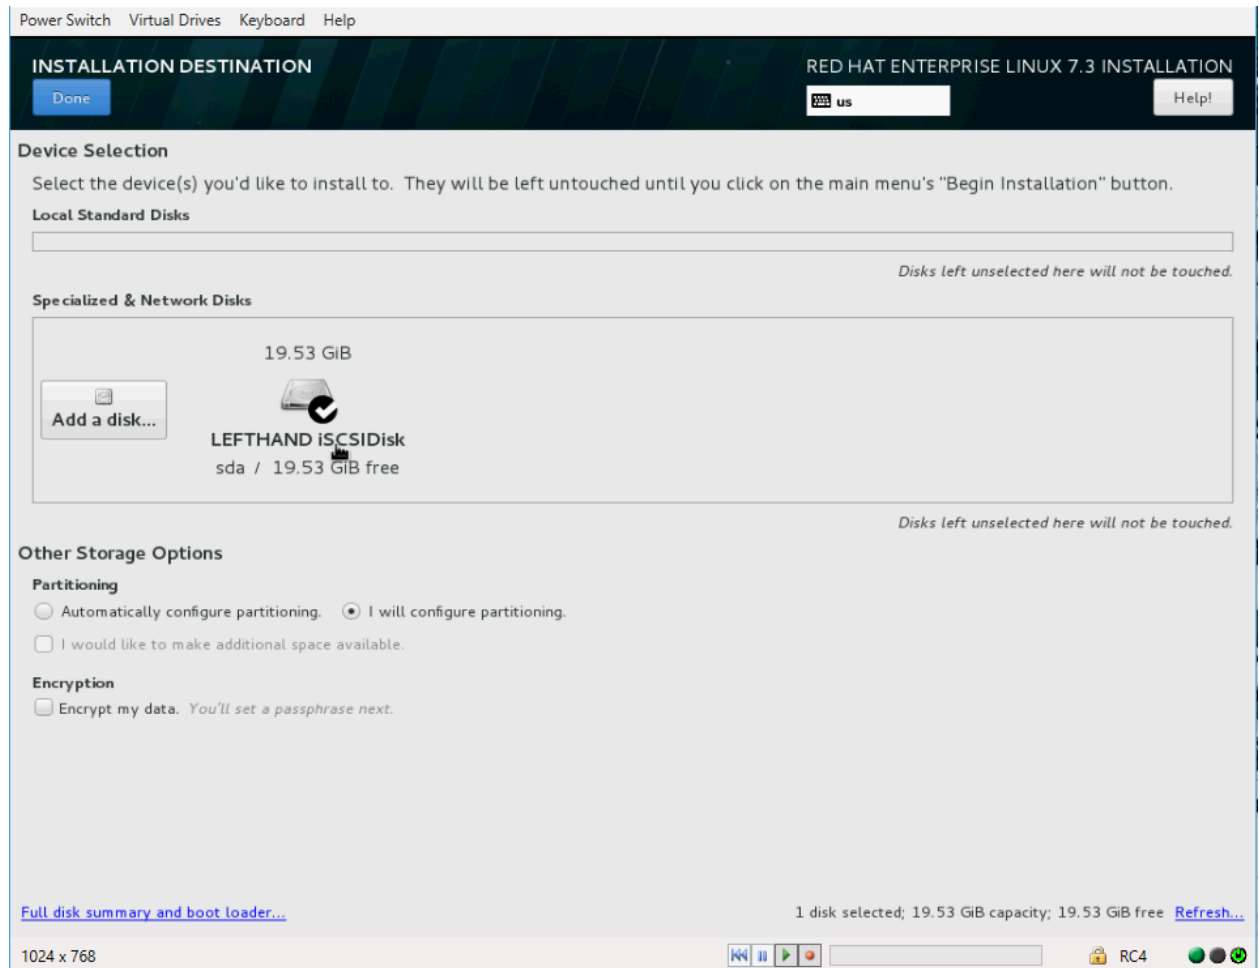 Power Switch Virtual Drives Keyboard Help
INSTALLATION DESTINATION
RED HAT ENTERPRISE LINUX 7.3 INSTALLATION
Done
us
Help!
Device Selection
Select the device(s) you'd like to install to. They will be left untouched until you click on the main menu's "Begin Installation" button.
Local Standard Disks
Disks left unselected here will not be touched.
Specialized & Network Disks
19.53 GiB
Add a disk...
LEFTHAND iSCSIDisk
sda / 19.53 GiB free
Disks left unselected here will not be touched.
Other Storage Options
Partitioning
Automatically configure partitioning. I will configure partitioning.
I would like to make additional space available.
Encryption
Encrypt my data. You'll set a passphrase next.
Full disk summary and boot loader...
1 disk selected; 19.53 GiB capacity; 19.53 GiB free Refresh...
1024 x 768
RC4